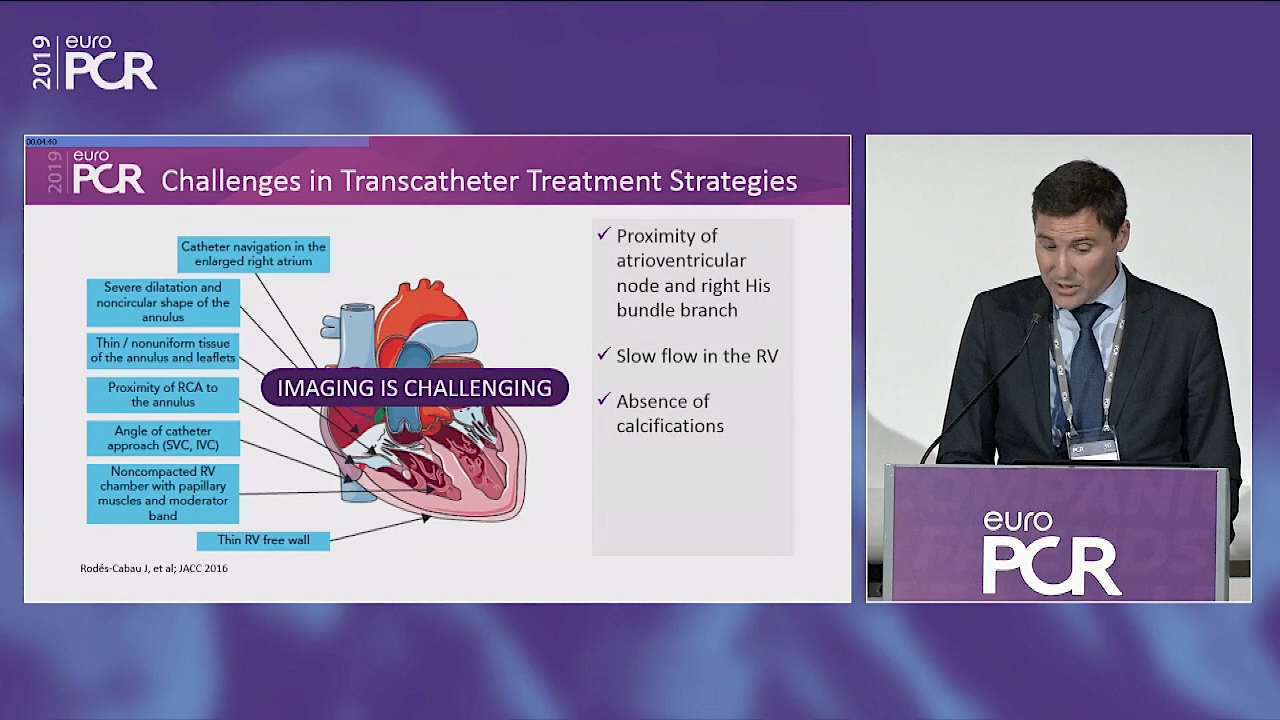 2019
euro
PCR
00:04:40
2019
euro
PCR
Challenges in Transcatheter Treatment Strategies
Catheter navigation in the
enlarged right atrium
Severe dilatation and
noncircular shape of the
annulus
Thin / nonuniform tissue
of the annulus and leaflets
Proximity of RCA to
the annulus
Angle of catheter
approach (SVC, IVC)
Noncompacted RV
chamber with papillary
muscles and moderator
band
Thin RV free wall
IMAGING IS CHALLENGING
Rodés-Cabau J, et al; JACC 2016
✓ Proximity of
atrioventricular
node and right His
bundle branch
✓ Slow flow in the RV
✓ Absence of
calcifications
PCR
euro
PCR